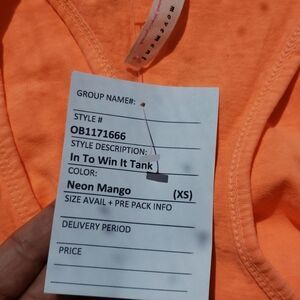 GROUP NAME#:
STYLE #
OB1171666
STYLE DESCRIPTION:
In To Win It Tank
COLOR:
Neon Mango (XS)
SIZE AVAIL + PRE PACK INFO
DELIVERY PERIOD
PRICE